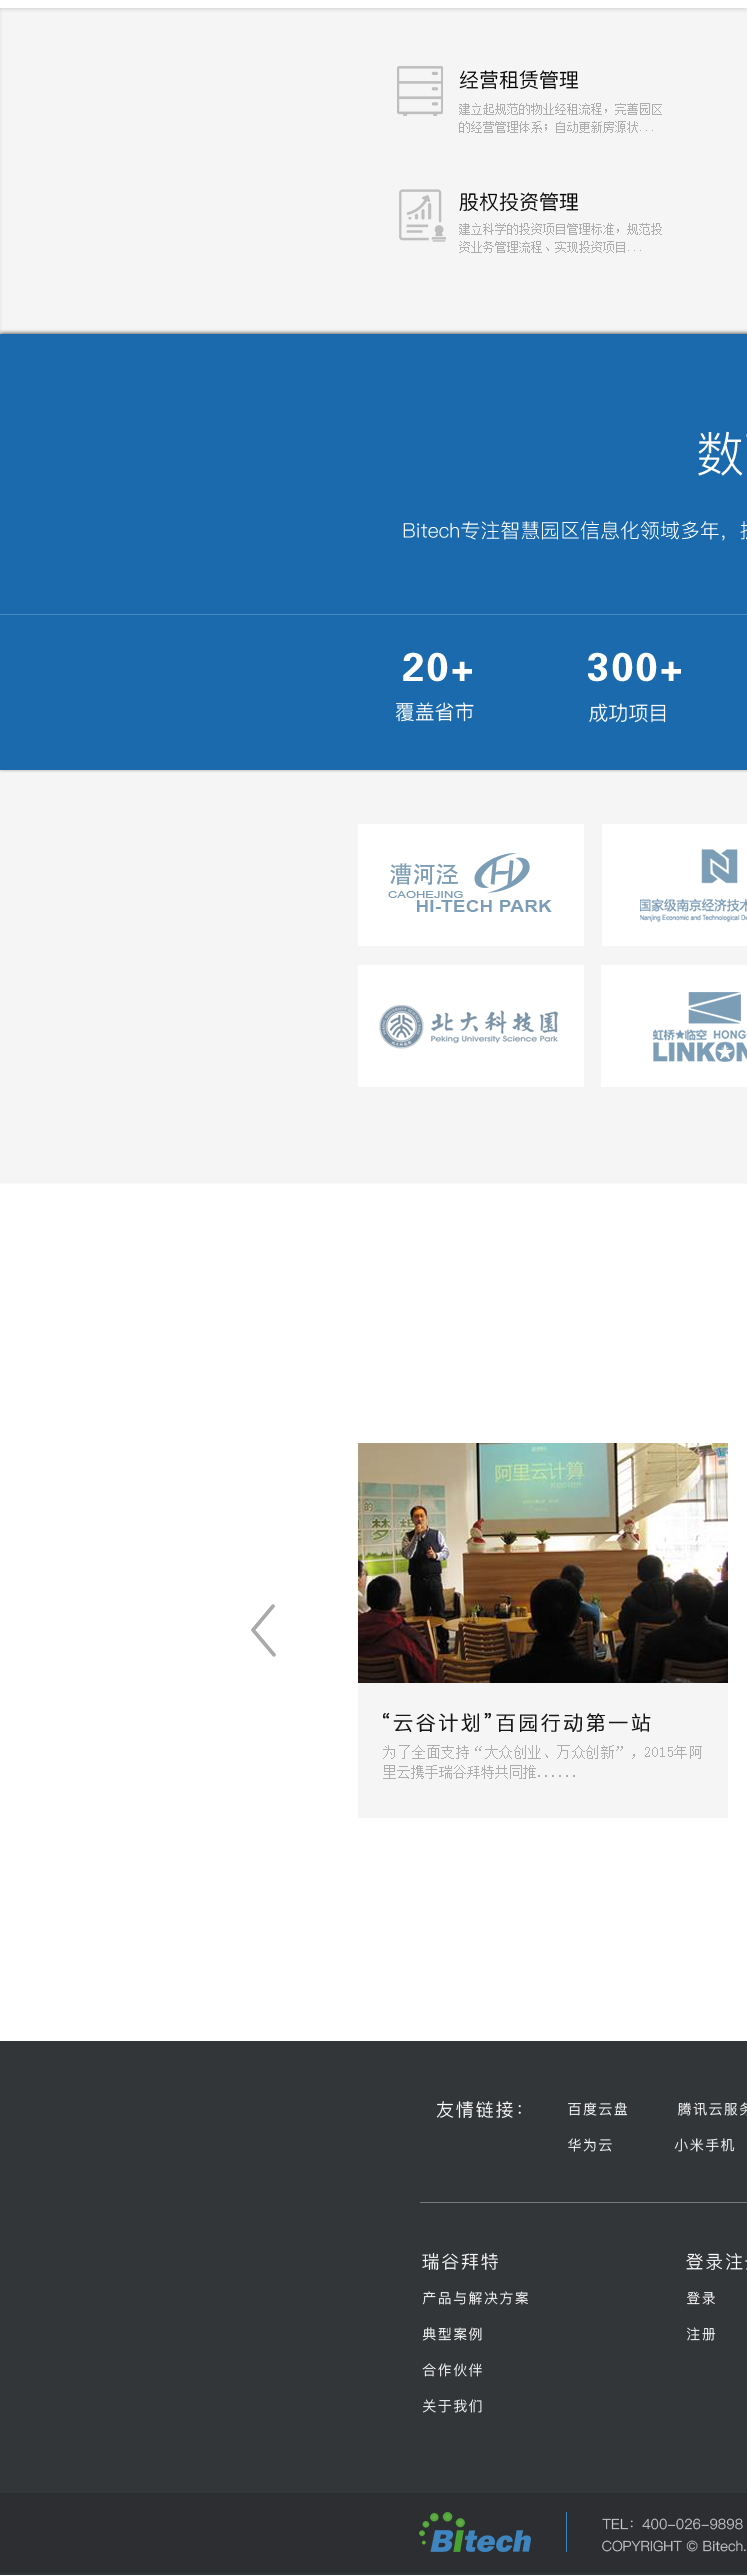 经营租赁管理
建立起规范的物业经租流程，完善园区
的经营管理体系；自动更新房源状...
股权投资管理
建立科学的投资项目管理标准，规范投
资业务管理流程、实现投资项目...
数
Bitech专注智慧园区信息化领域多年，
20+ 300+
覆盖省市 成功项目
漕河泾
CAOHEJING
HI-TECH PARK
N
国家级南京经济技术
Nanjing Economic and Technological
北大科技園
Peking University Science Park
虹桥★临空 HONG
LINKON
阿里云计算
的
梦想
“云谷计划”百园行动第一站
为了全面支持“大众创业、万众创新”，2015年阿
里云携手瑞谷拜特共同推......
友情链接： 百度云盘 腾讯云服务
华为云 小米手机
瑞谷拜特 登录注
产品与解决方案 登录
典型案例 注册
合作伙伴
关于我们
Bitech
TEL：400-026-9898
COPYRIGHT © Bitech.